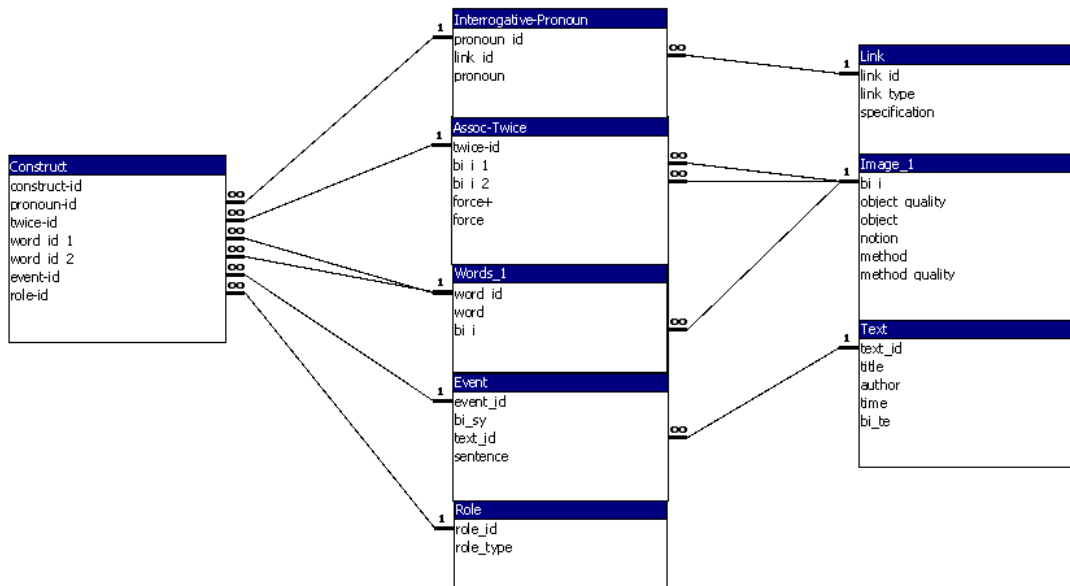 Construct
construct-id
pronoun-id
twice-id
word id 1
word id 2
event-id
role-id
∞
∞
∞
∞
∞
∞
Interrogative-Pronoun
1
pronoun id
link id
∞
pronoun
Assoc-Twice
1
twice-id
bi i 1
∞
bi i 2
∞
force+
force
Words_1
1
word id
word
bi i
∞
Event
1
event_id
bi_sy
text_id
∞
sentence
Role
1
role_id
role_type
Link
1
link id
link type
specification
Image_1
1
bi i
object quality
object
notion
method
method quality
Text
1
text_id
title
author
time
bi_te